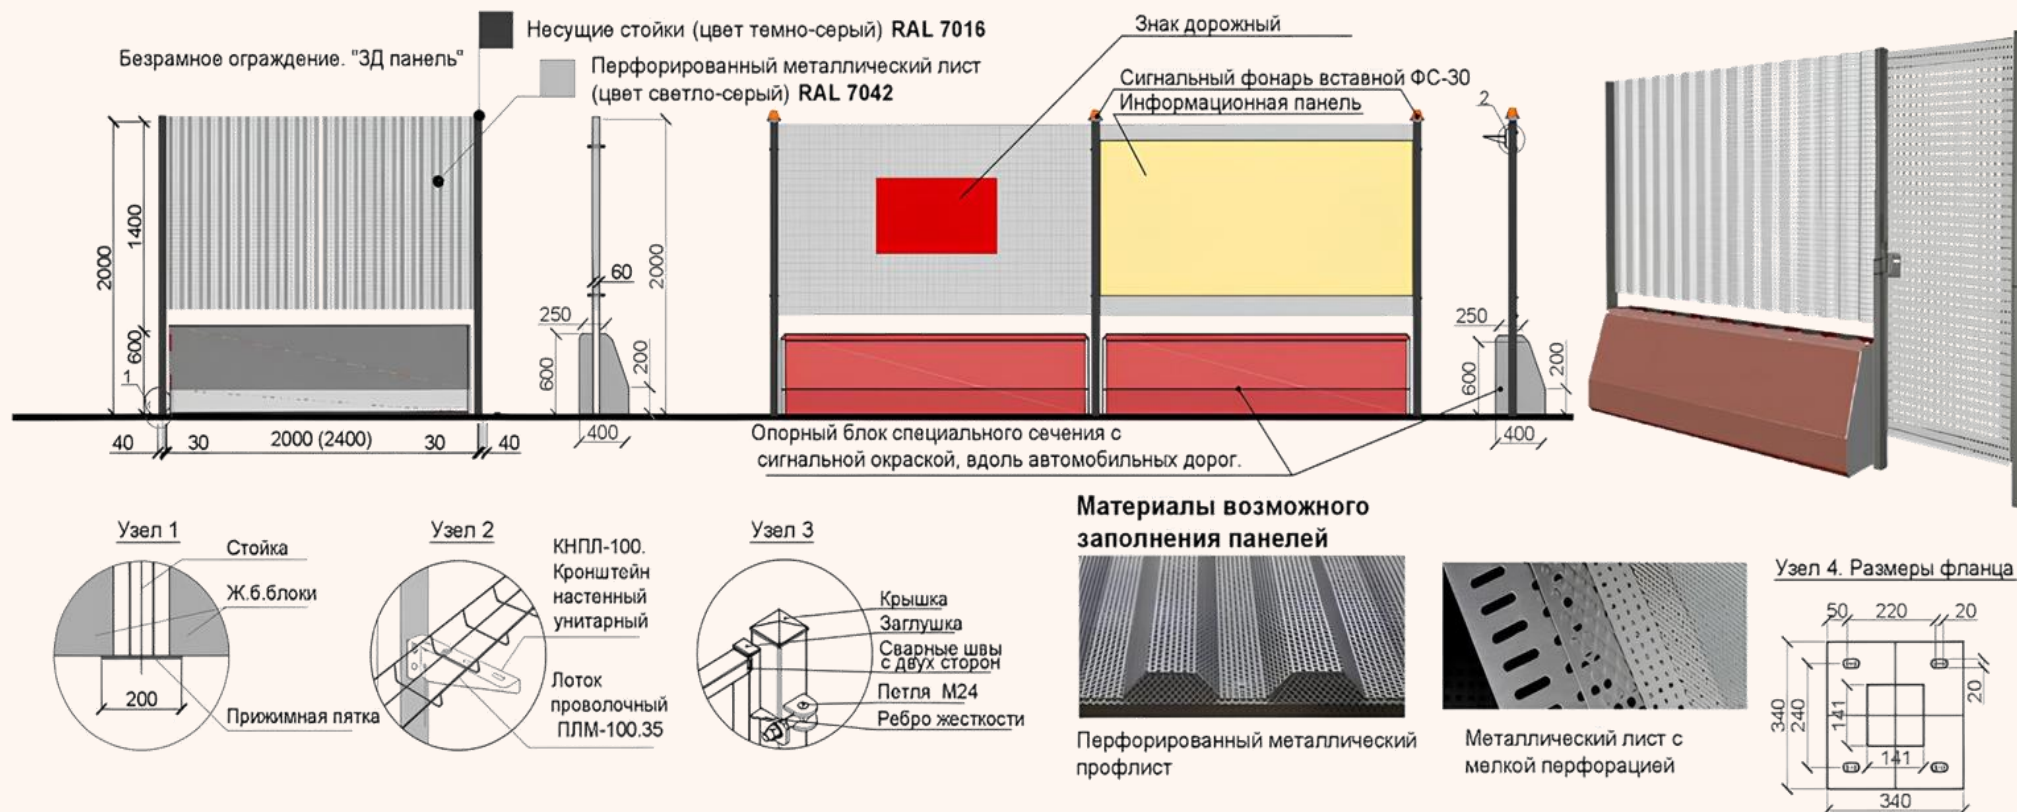 Несущие стойки (цвет темно-серый) RAL 7016
Безрамное ограждение. "3Д панель"
Перфорированный металлический лист
(цвет светло-серый) RAL 7042
Знак дорожный
Сигнальный фонарь вставной ФС-30
Информационная панель
2000
1400
600
1
40
30
2000 (2400)
30
40
250
600
60
200
400
2000
2
250
600
200
400
Опорный блок специального сечения с
сигнальной окраской, вдоль автомобильных дорог.
Узел 1
Стойка
Ж.б.блоки
200
Прижимная пятка
Узел 2
КНПЛ-100.
Кронштейн
настенный
унитарный
Лоток
проволочный
ПЛМ-100.35
Узел 3
Крышка
Заглушка
Сварные швы
с двух сторон
Петля М24
Ребро жесткости
Материалы возможного
заполнения панелей
Перфорированный металлический
профлист
Металлический лист с
мелкой перфорацией
Узел 4. Размеры фланца
50
220
20
20
340
240
141
141
340